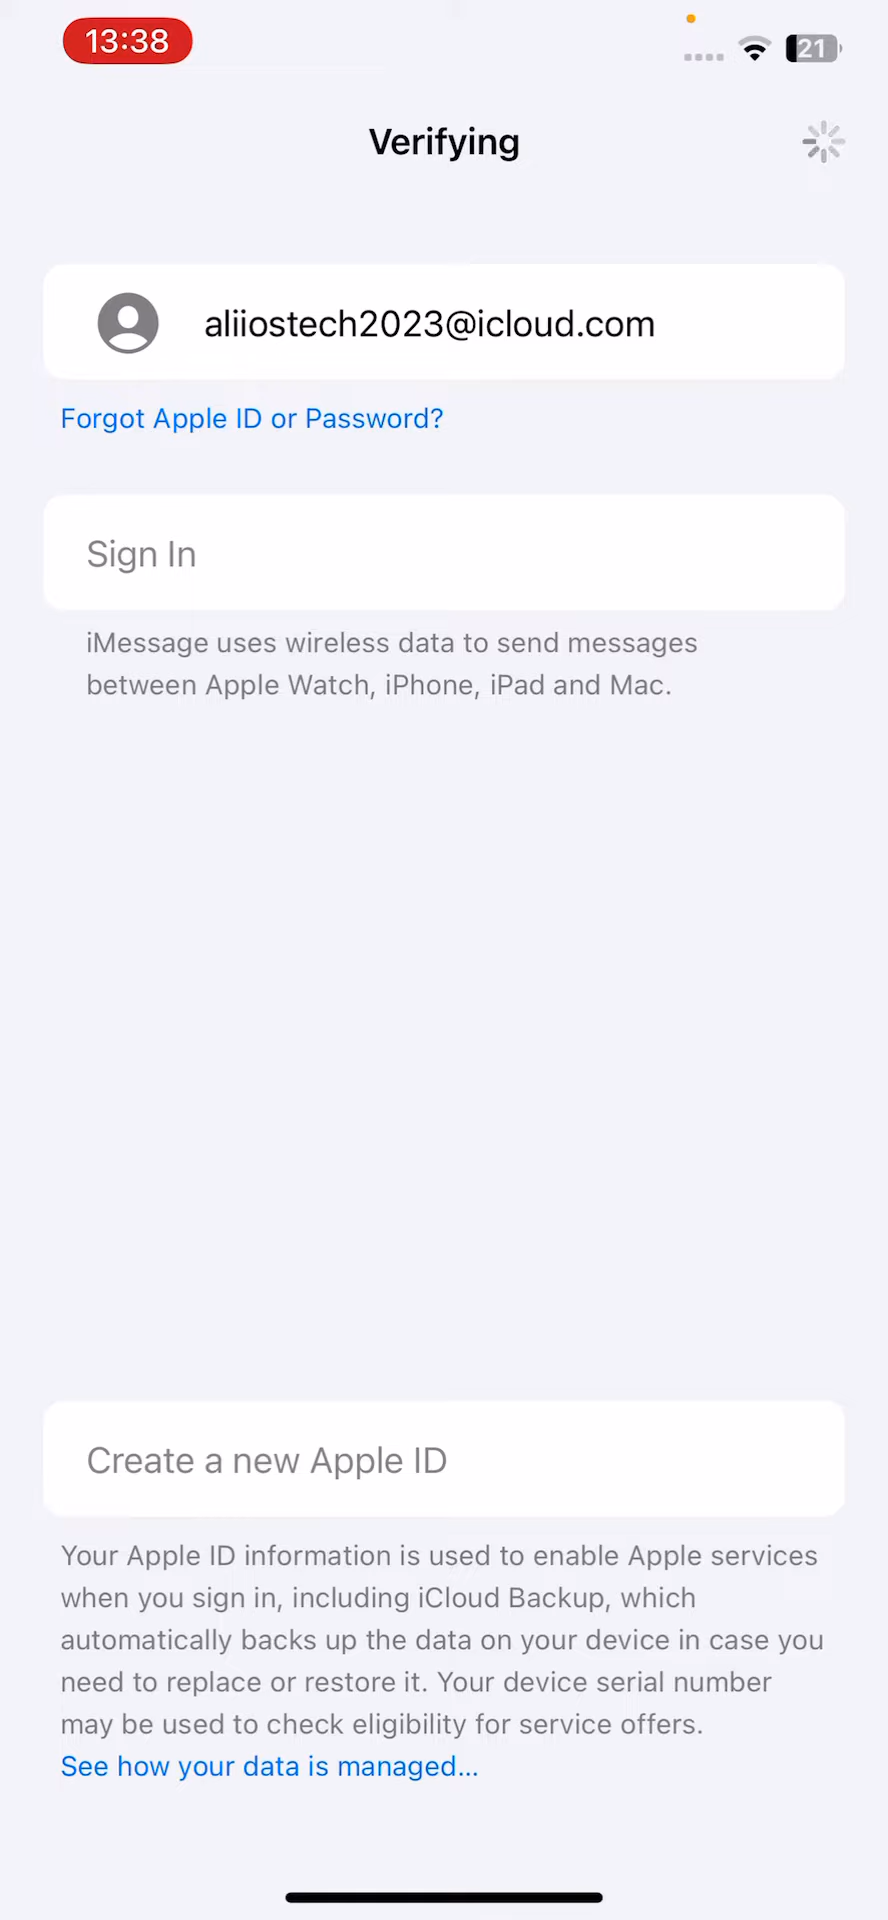 13:38
21
Verifying
aliiostech2023@icloud.com
Forgot Apple ID or Password?
Sign In
iMessage uses wireless data to send messages
between Apple Watch, iPhone, iPad and Mac.
Create a new Apple ID
Your Apple ID information is used to enable Apple services
when you sign in, including iCloud Backup, which
automatically backs up the data on your device in case you
need to replace or restore it. Your device serial number
may be used to check eligibility for service offers.
See how your data is managed...